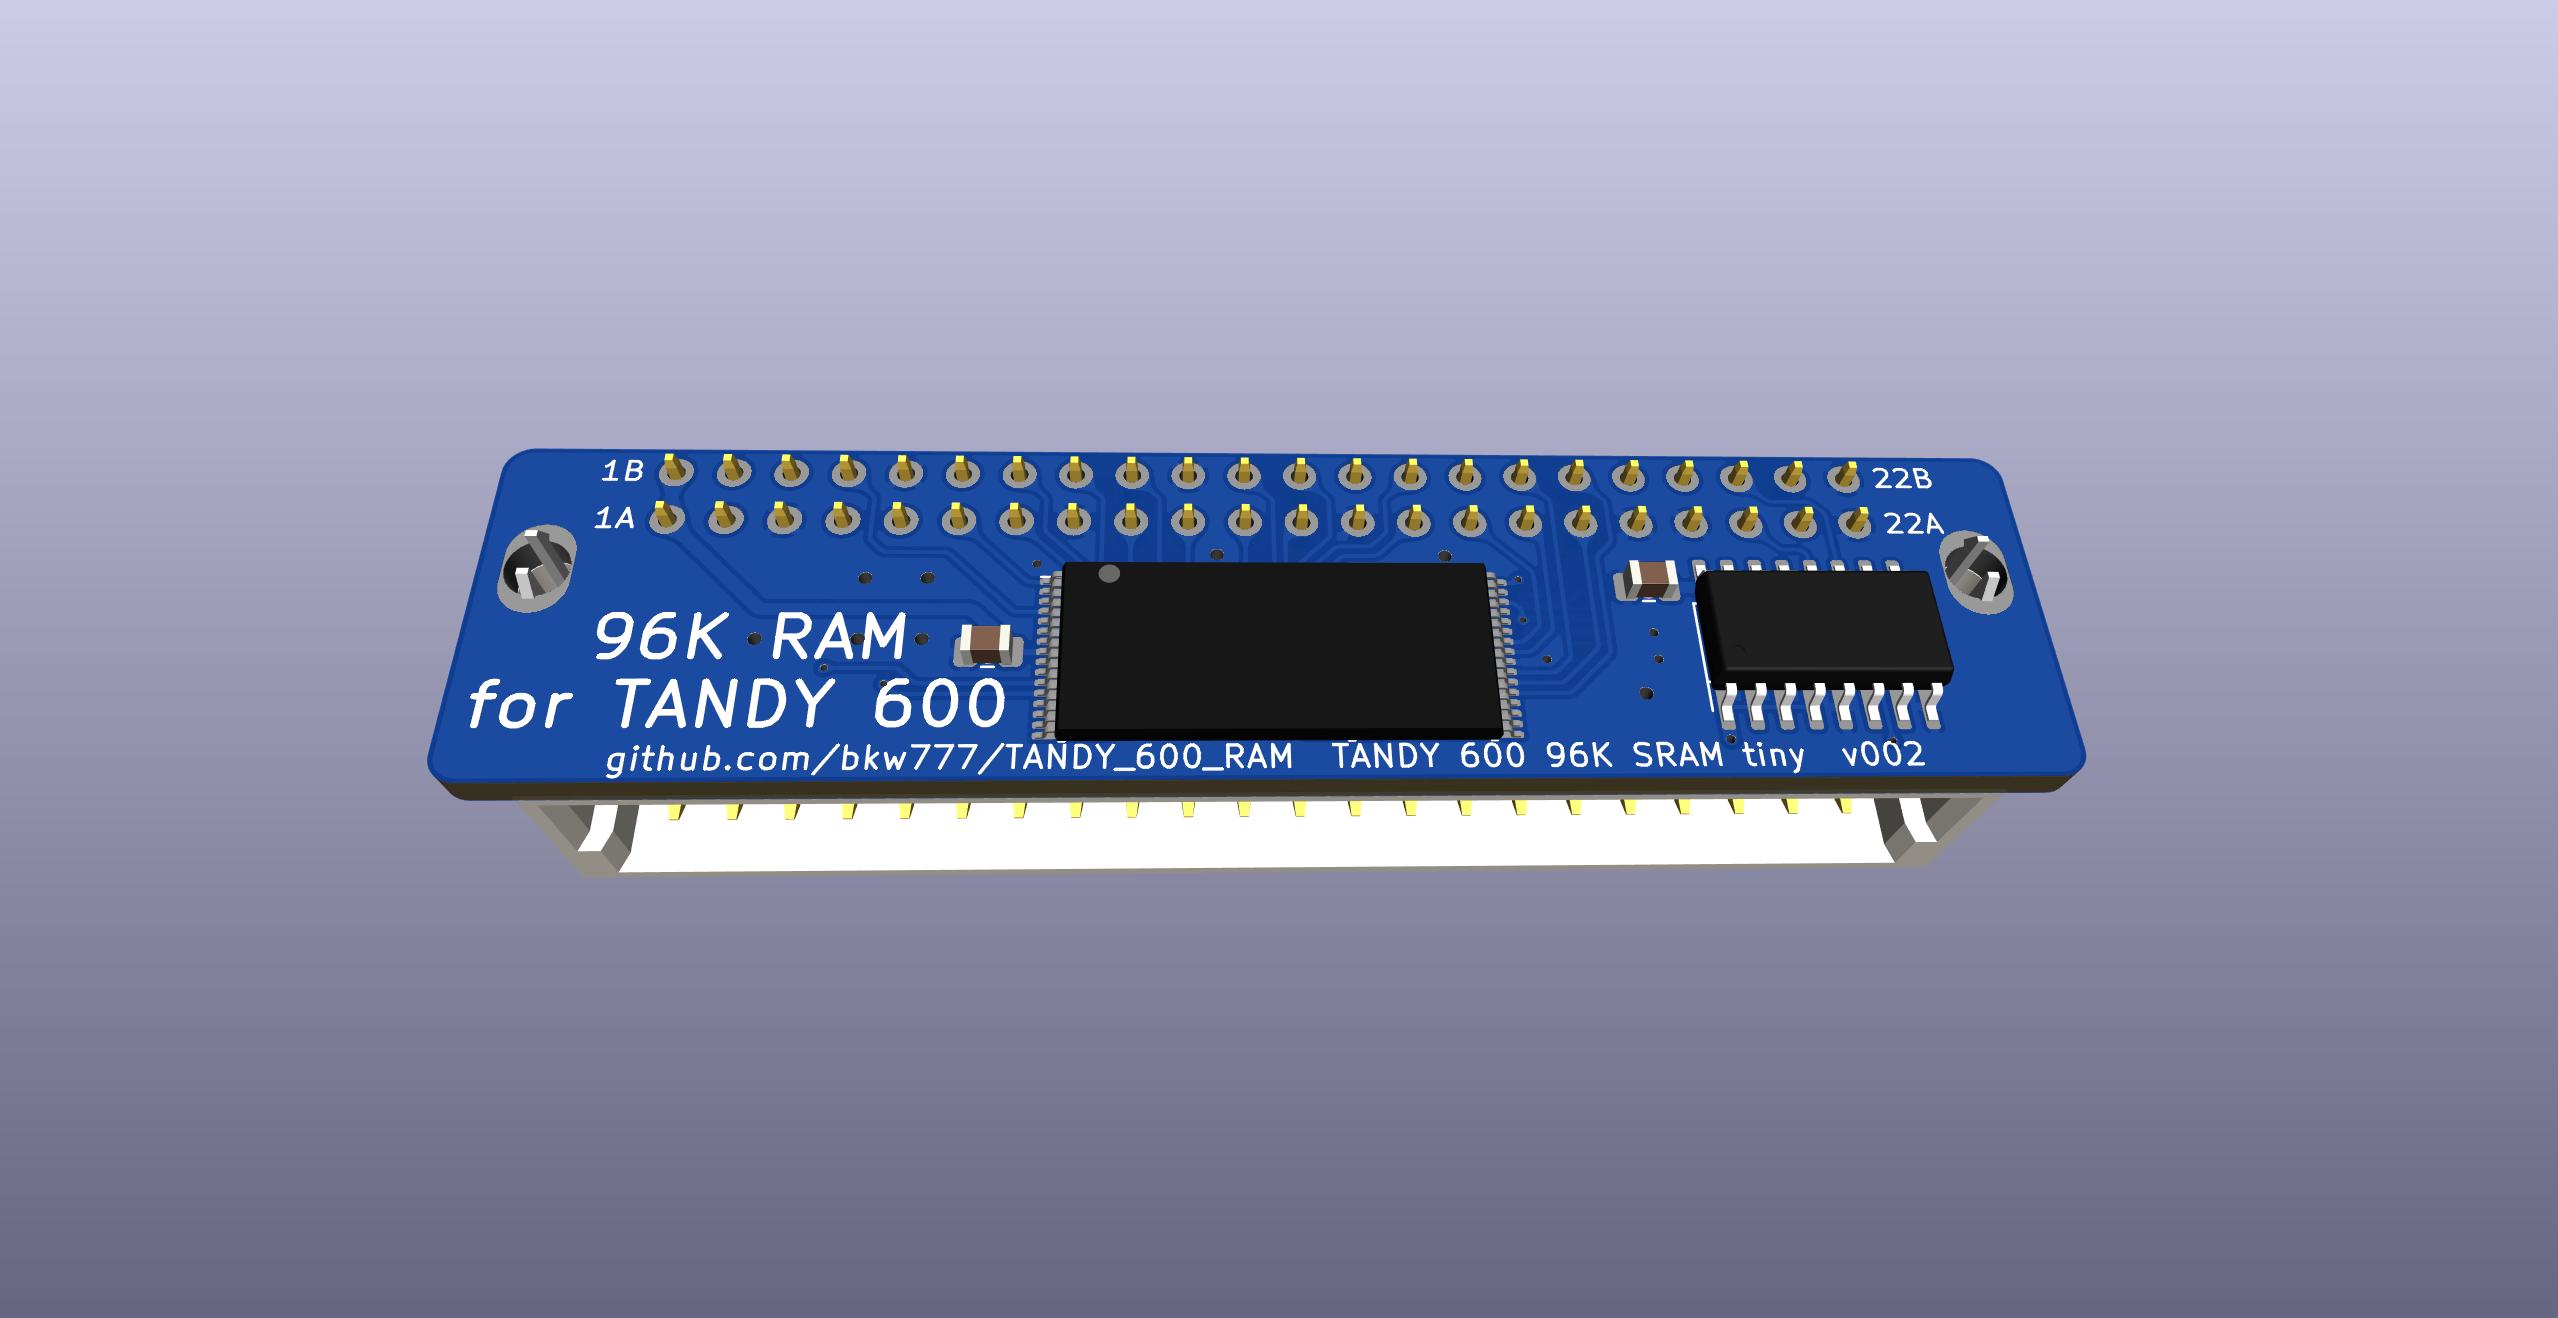 1B 22B
1A 22A
96K RAM
for TANDY 600
github.com/bkw777/TANDY_600_RAM TANDY 600 96K SRAM tiny v002